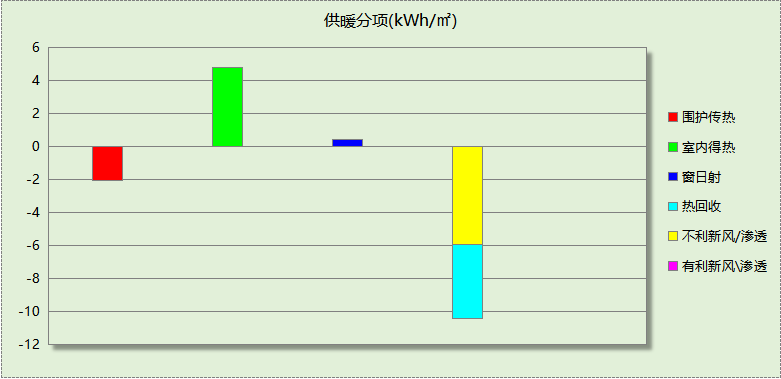 供暖分项(kWh/㎡)
6
4
2
0
-2
-4
-6
-8
-10
-12
围护传热
室内得热
窗日射
热回收
不利新风/渗透
有利新风\渗透